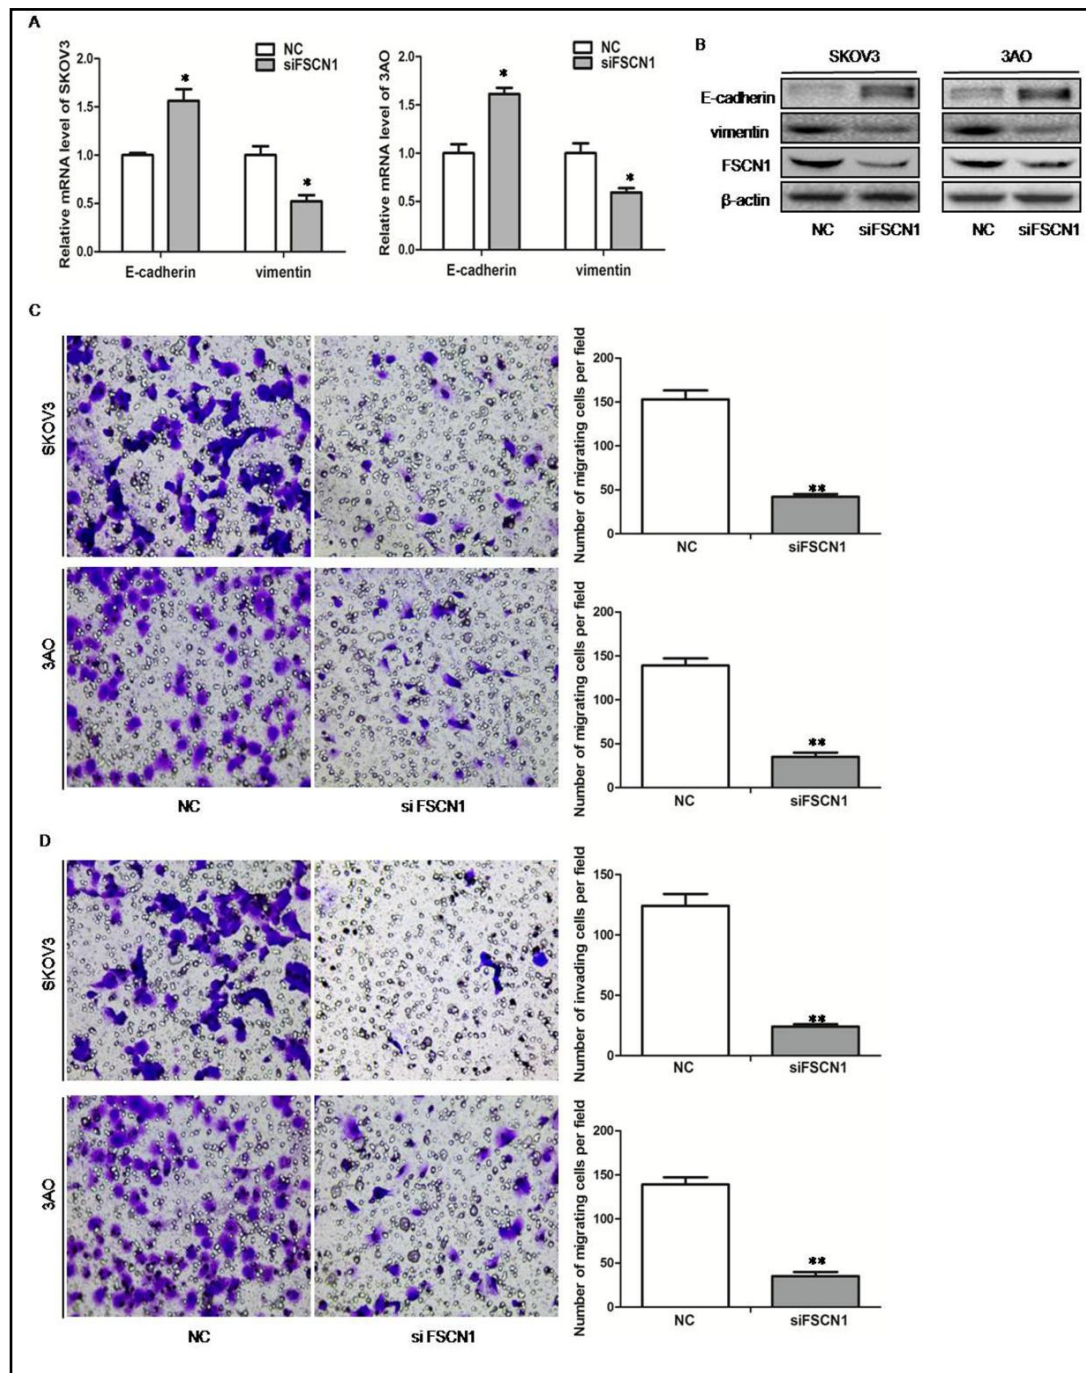 A
Relative mRNA level of SKOV3
2.0
1.5
1.0
0.5
0.0
NC
siFSCN1
*
*
E-cadherin
vimentin
Relative mRNA level of 3AO
2.0
1.5
1.0
0.5
0.0
NC
siFSCN1
*
*
E-cadherin
vimentin
B
SKOV3
3AO
E-cadherin
vimentin
FSCN1
β-actin
NC
siFSCN1
NC
siFSCN1
C
SKOV3
3AO
NC
si FSCN1
Number of migrating cells per field
200
150
100
50
0
**
NC
siFSCN1
Number of migrating cells per field
200
150
100
50
0
**
NC
siFSCN1
D
SKOV3
3AO
NC
si FSCN1
Number of invading cells per field
150
100
50
0
**
NC
siFSCN1
Number of migrating cells per field
200
150
100
50
0
**
NC
siFSCN1